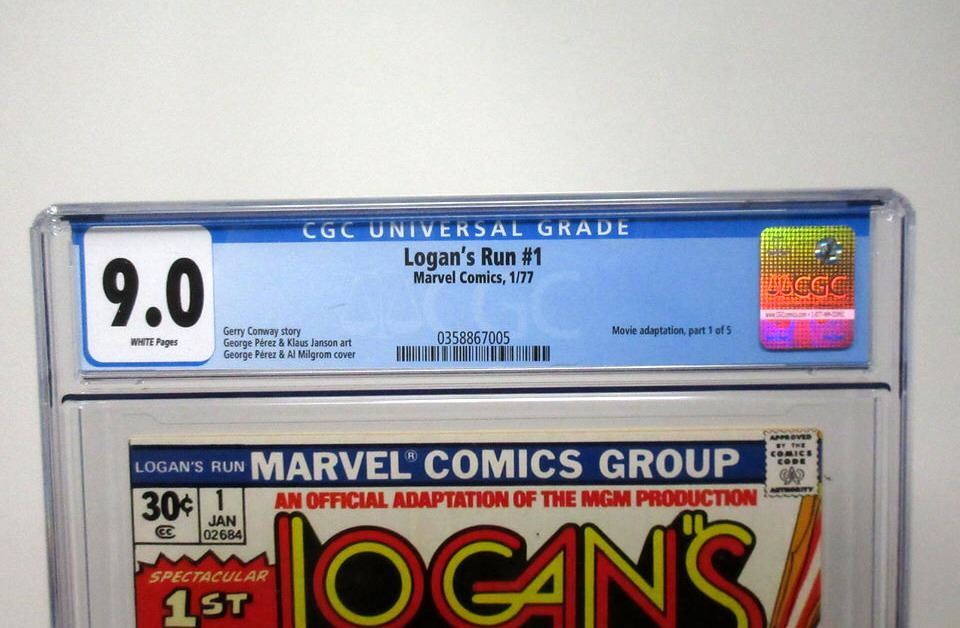 CGC UNIVERSAL GRADE
9.0
WHITE Pages
Logan's Run #1
Marvel Comics, 1/77
Gerry Conway story
George Pérez & Klaus Janson art
George Pérez & Al Milgrom cover
0358867005
Movie adaptation, part 1 of 5
CGC
LOGAN'S RUN MARVEL® COMICS GROUP
APPROVED
BY THE
COMICS
CODE
AUTHORITY
30¢
CC
1
JAN
02684
AN OFFICIAL ADAPTATION OF THE MGM PRODUCTION
LOGAN'S
SPECTACULAR
1ST